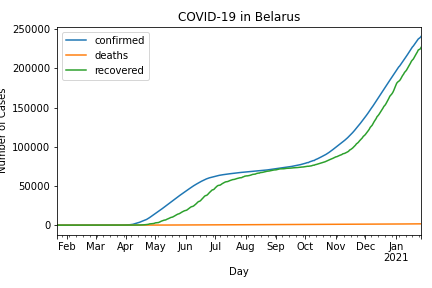 COVID-19 in Belarus
250000
200000
150000
100000
50000
0
Number of Cases
confirmed
deaths
recovered
Feb Mar Apr May Jun Jul Aug Sep Oct Nov Dec Jan
2021
Day